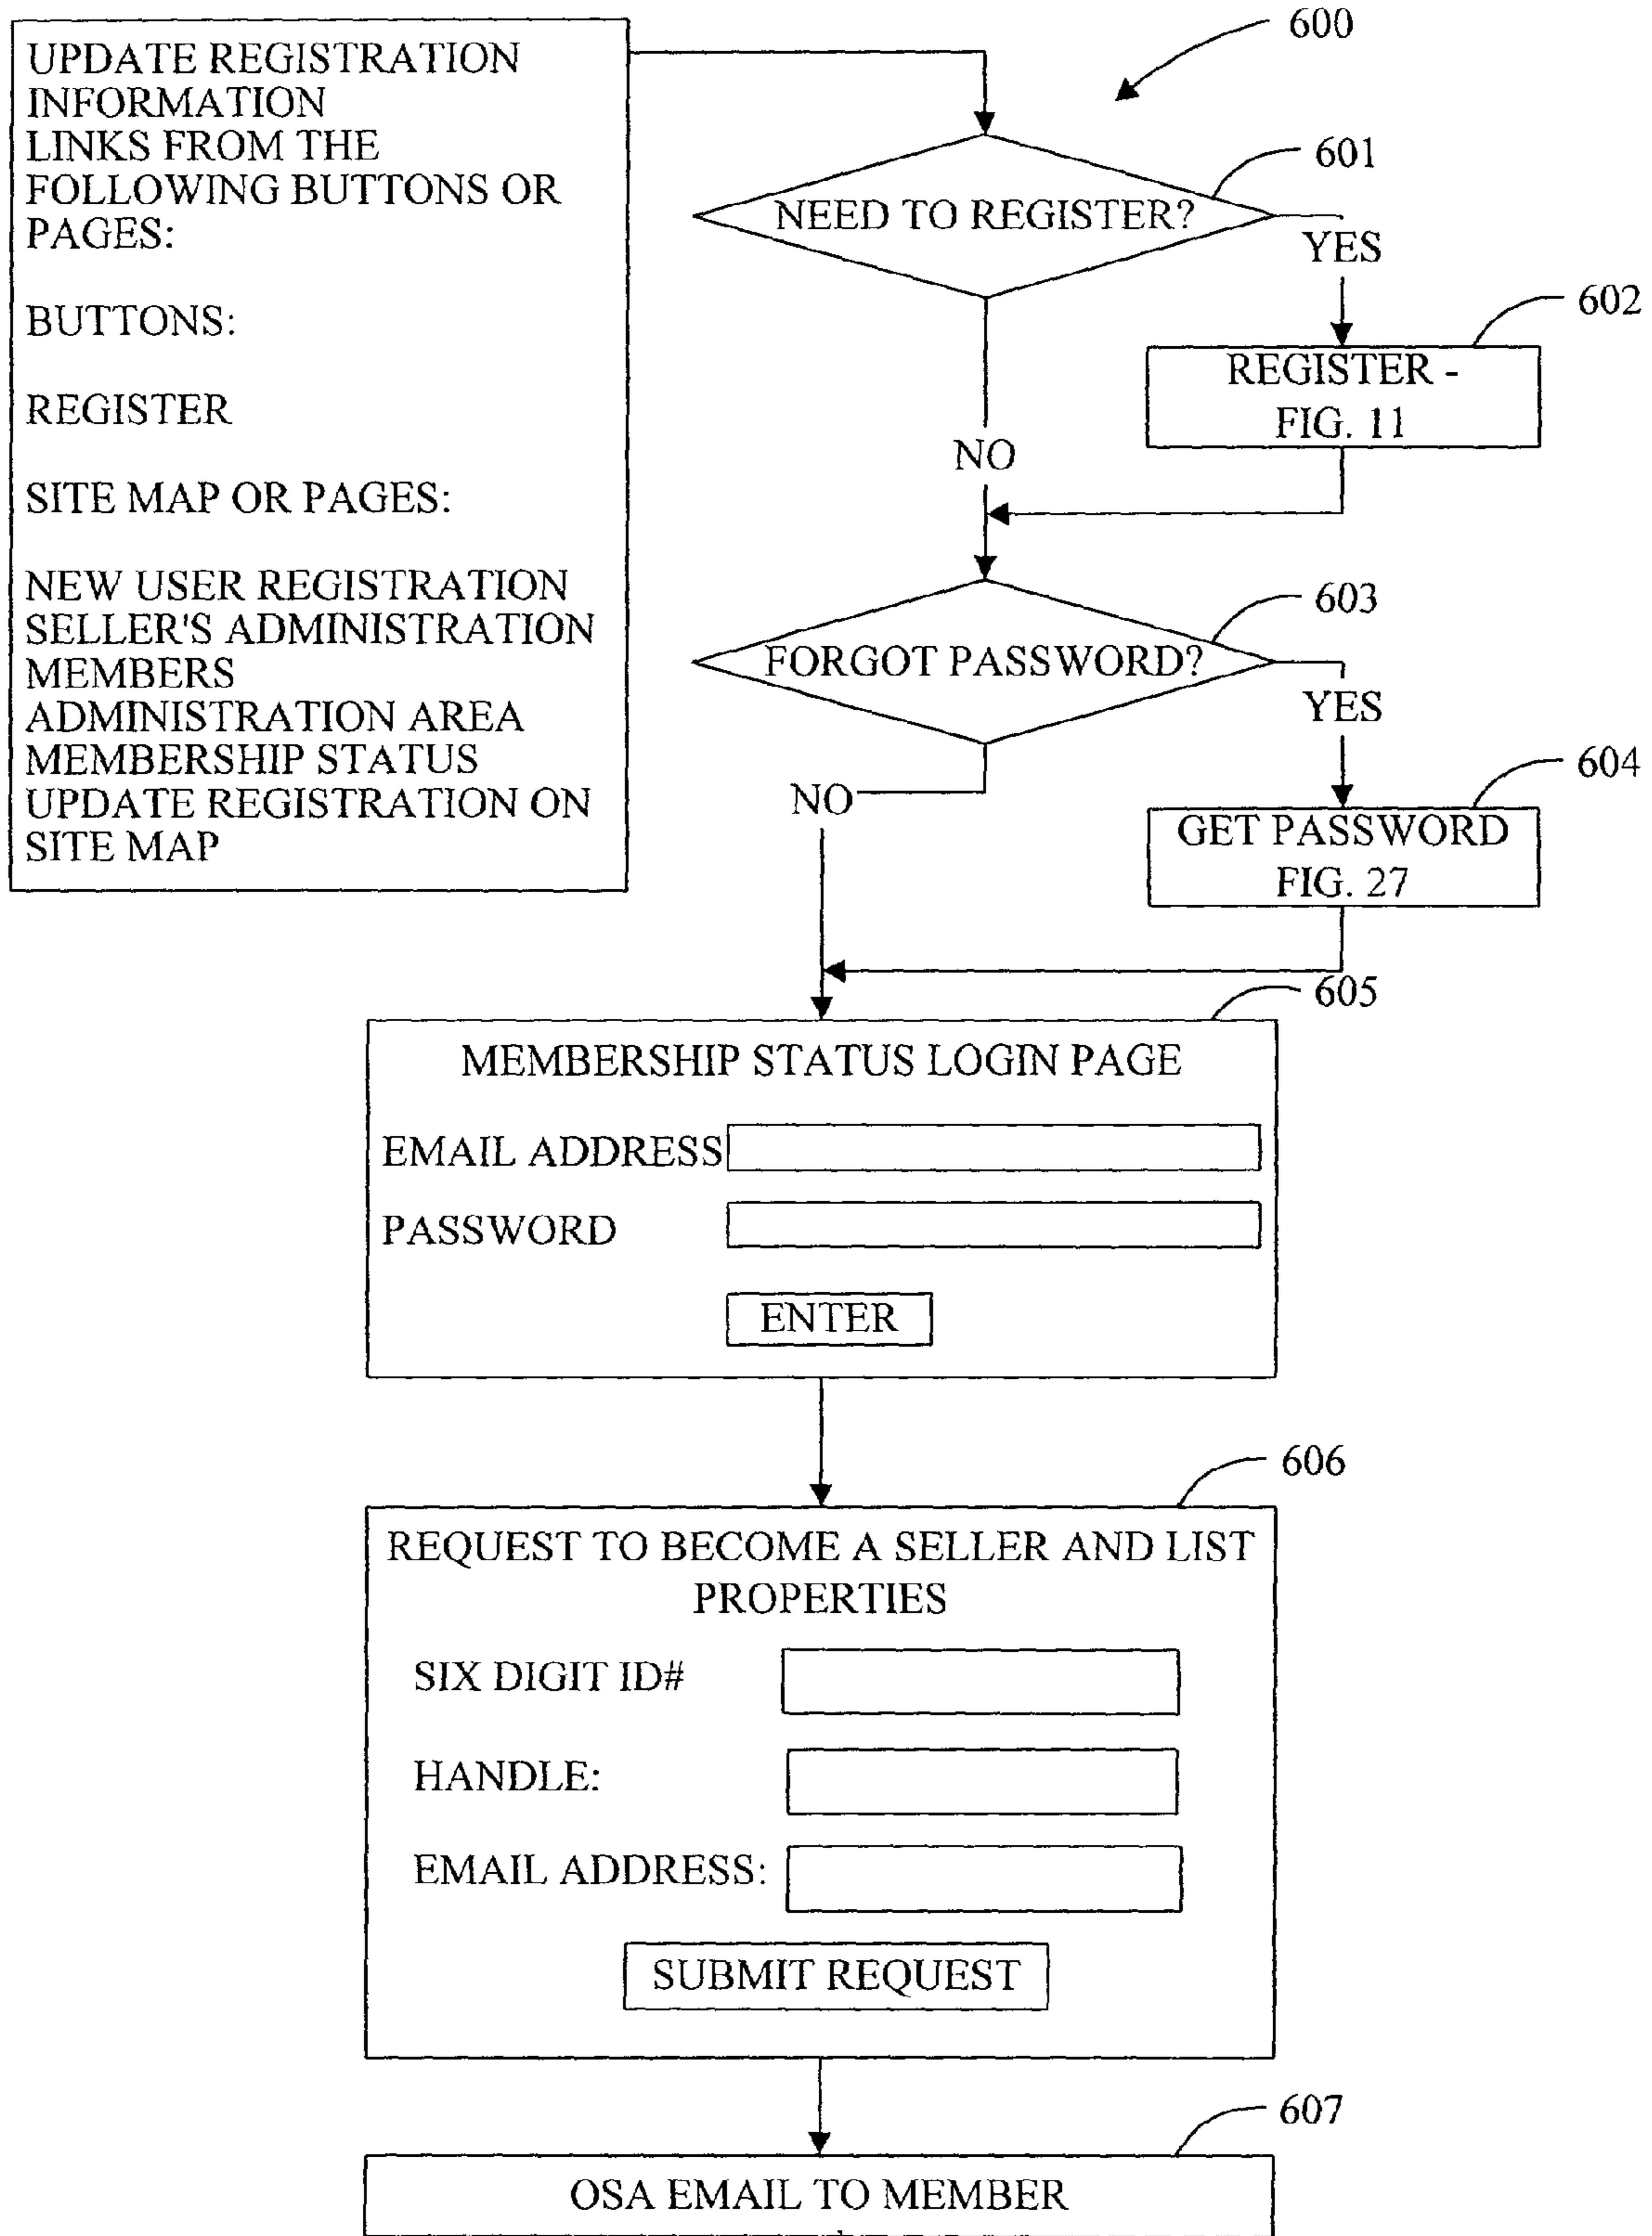 UPDATE REGISTRATION
INFORMATION
LINKS FROM THE
FOLLOWING BUTTONS OR
PAGES:
BUTTONS:
REGISTER
SITE MAP OR PAGES:
NEW USER REGISTRATION
SELLER'S ADMINISTRATION
MEMBERS
ADMINISTRATION AREA
MEMBERSHIP STATUS
UPDATE REGISTRATION ON
SITE MAP
600
601
NEED TO REGISTER?
YES
602
REGISTER -
FIG. 11
NO
603
FORGOT PASSWORD?
YES
NO
604
GET PASSWORD
FIG. 27
605
MEMBERSHIP STATUS LOGIN PAGE
EMAIL ADDRESS
PASSWORD
ENTER
606
REQUEST TO BECOME A SELLER AND LIST
PROPERTIES
SIX DIGIT ID#
HANDLE:
EMAIL ADDRESS:
SUBMIT REQUEST
607
OSA EMAIL TO MEMBER